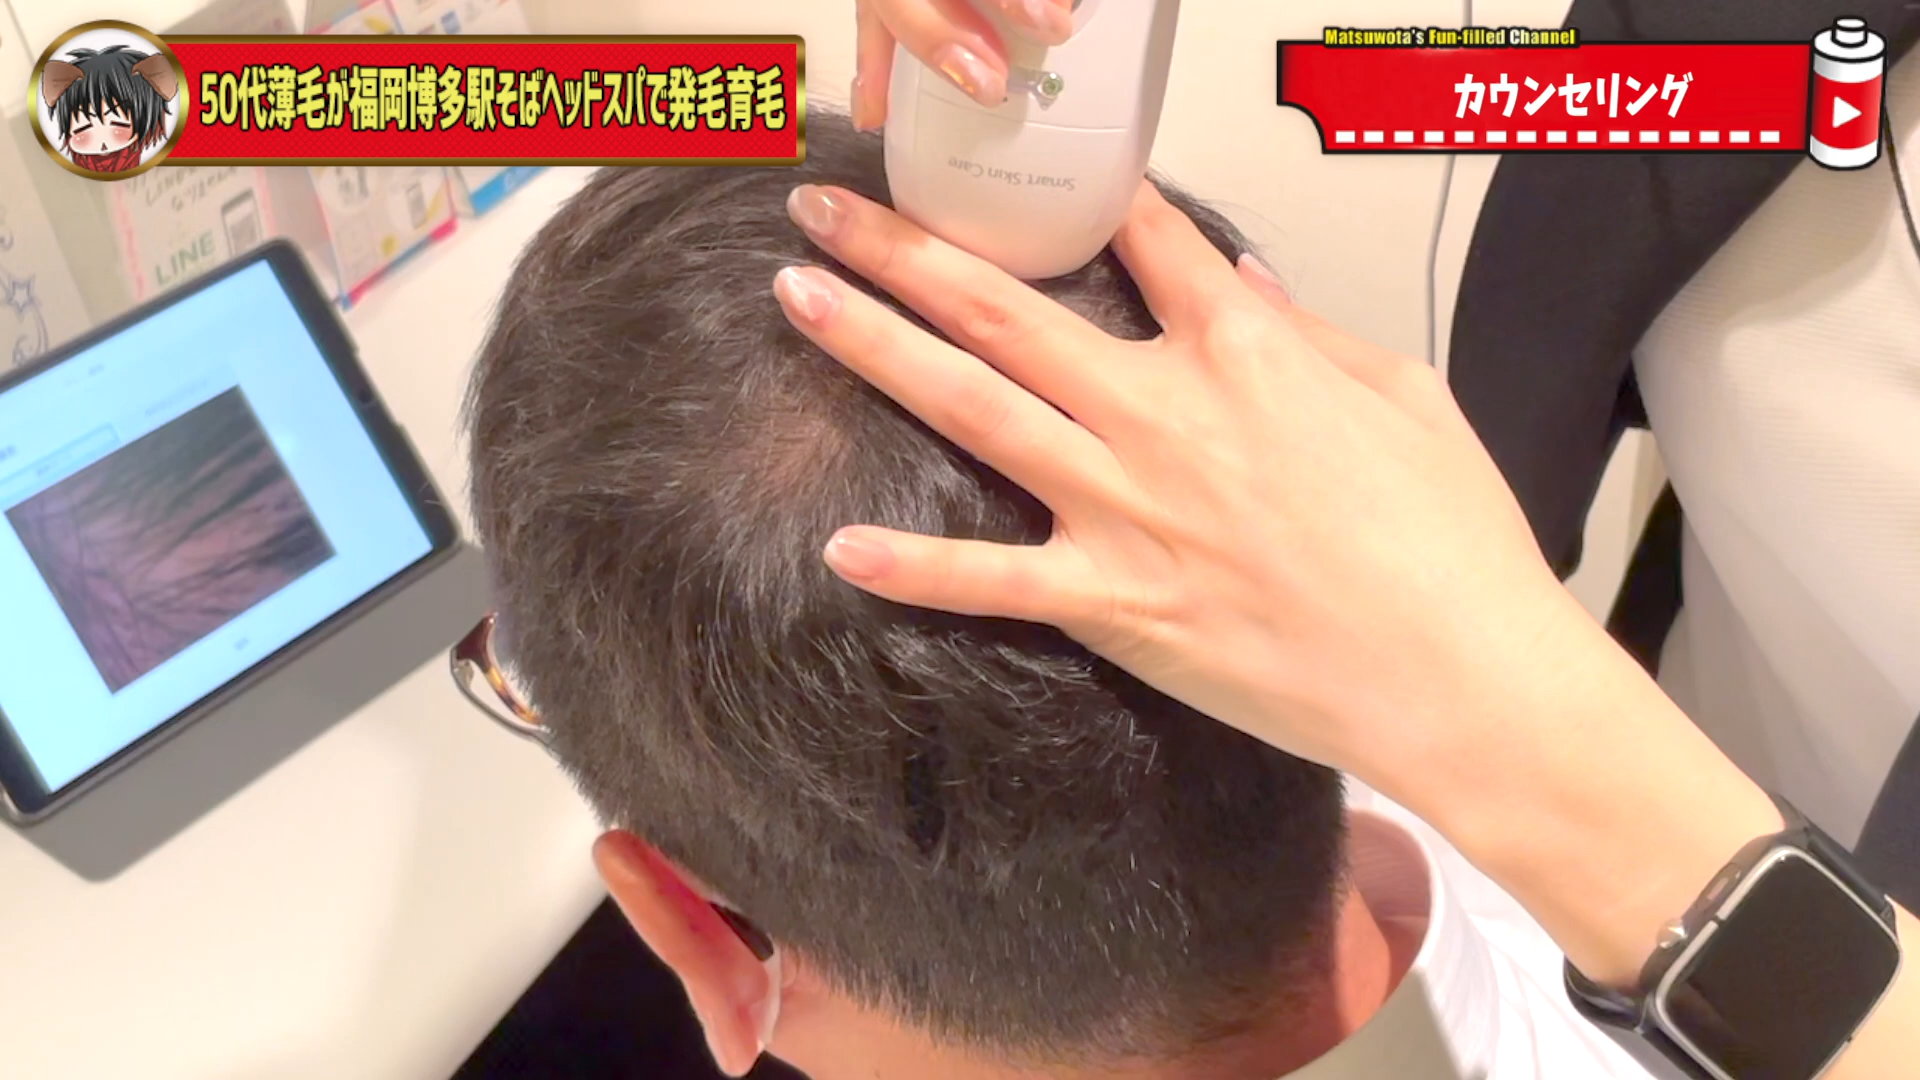 50代薄毛が福岡博多駅そばヘッドスパで発毛育毛
Matsuwota's Fun-filled Channel
カウンセリング
Smart Skin Care
LINE